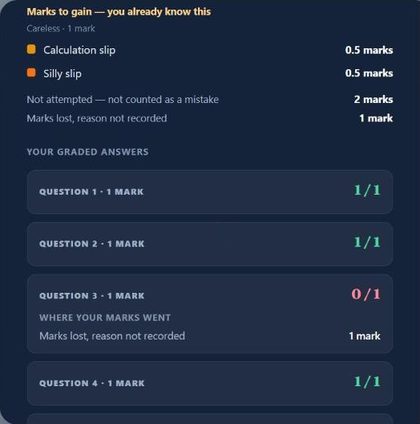 Marks to gain — you already know this
Careless · 1 mark
Calculation slip 0.5 marks
Silly slip 0.5 marks
Not attempted — not counted as a mistake 2 marks
Marks lost, reason not recorded 1 mark
YOUR GRADED ANSWERS
QUESTION 1 · 1 MARK 1/1
QUESTION 2 · 1 MARK 1/1
QUESTION 3 · 1 MARK 0/1
WHERE YOUR MARKS WENT
Marks lost, reason not recorded 1 mark
QUESTION 4 · 1 MARK 1/1